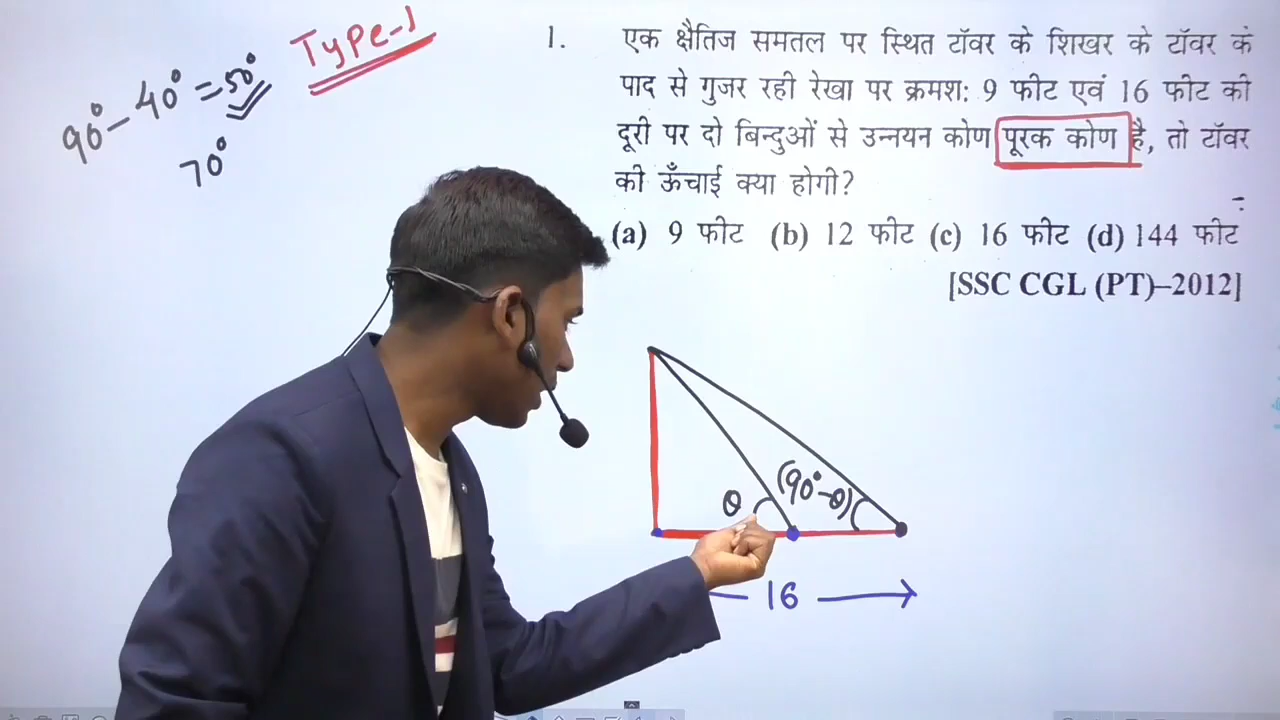 90° - 40° = 50°
70°
Type-1
1. एक क्षैतिज समतल पर स्थित टॉवर के शिखर के टॉवर के
पाद से गुजर रही रेखा पर क्रमश: 9 फीट एवं 16 फीट की
दूरी पर दो बिन्दुओं से उन्नयन कोण पूरक कोण है, तो टॉवर
की ऊँचाई क्या होगी?
(a) 9 फीट (b) 12 फीट (c) 16 फीट (d) 144 फीट
[SSC CGL (PT)–2012]
θ (90°-θ)
16